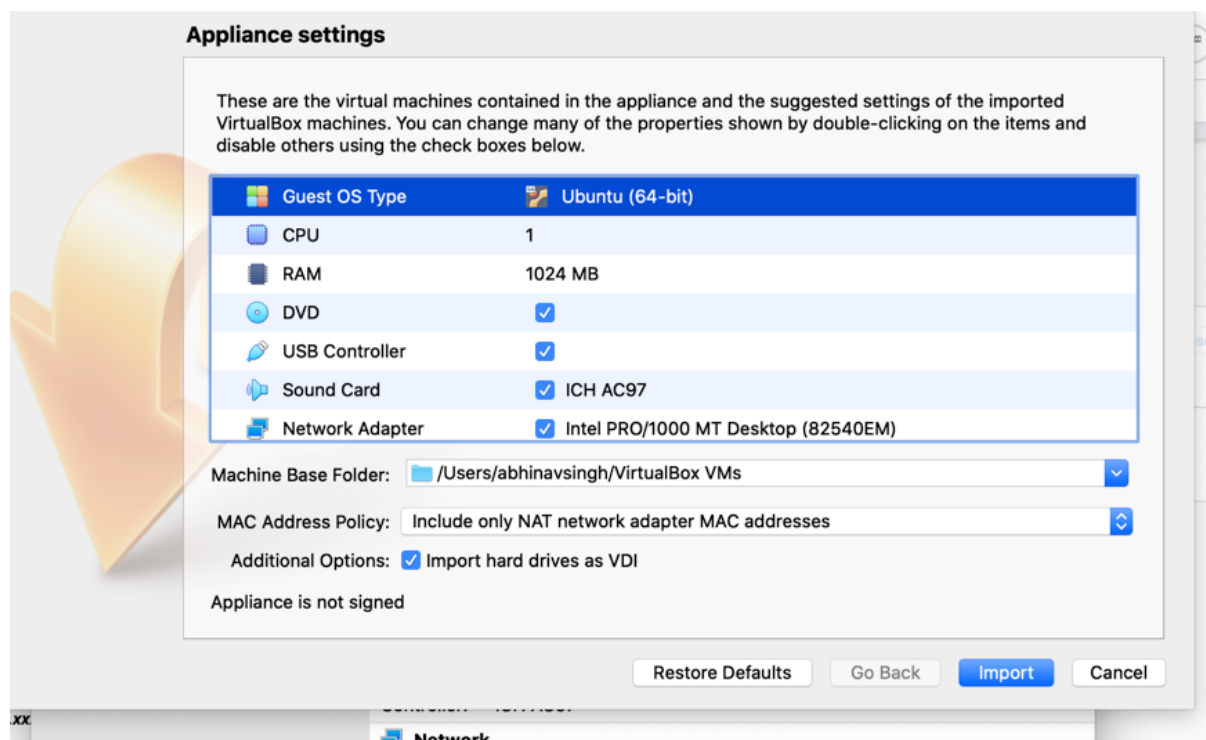 Appliance settings
These are the virtual machines contained in the appliance and the suggested settings of the imported
VirtualBox machines. You can change many of the properties shown by double-clicking on the items and
disable others using the check boxes below.
Guest OS Type Ubuntu (64-bit)
CPU 1
RAM 1024 MB
DVD
USB Controller
Sound Card ICH AC97
Network Adapter Intel PRO/1000 MT Desktop (82540EM)
Machine Base Folder: /Users/abhinavsingh/VirtualBox VMs
MAC Address Policy: Include only NAT network adapter MAC addresses
Additional Options: Import hard drives as VDI
Appliance is not signed
Restore Defaults Go Back Import Cancel
.xx
Network